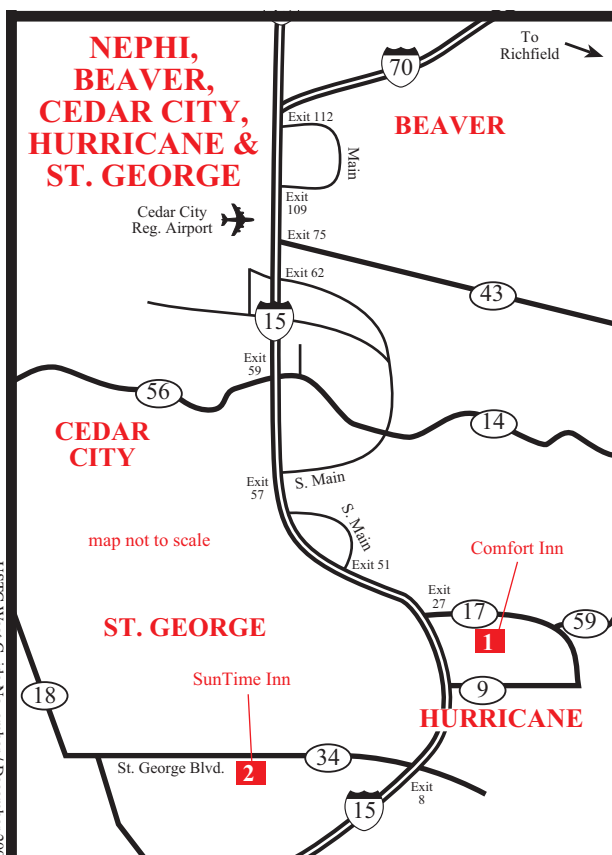 NEPHI,
BEAVER,
CEDAR CITY,
HURRICANE &
ST. GEORGE
To
Richfield
70
BEAVER
Exit 112
Main
Exit
109
Cedar City
Reg. Airport
Exit 75
Exit 62
43
15
Exit
59
56
14
CEDAR
CITY
Exit
57
S. Main
S. Main
map not to scale
Exit 51
Comfort Inn
Exit
27
17
59
1
ST. GEORGE
SunTime Inn
18
9
HURRICANE
34
St. George Blvd.
2
Exit
8
15